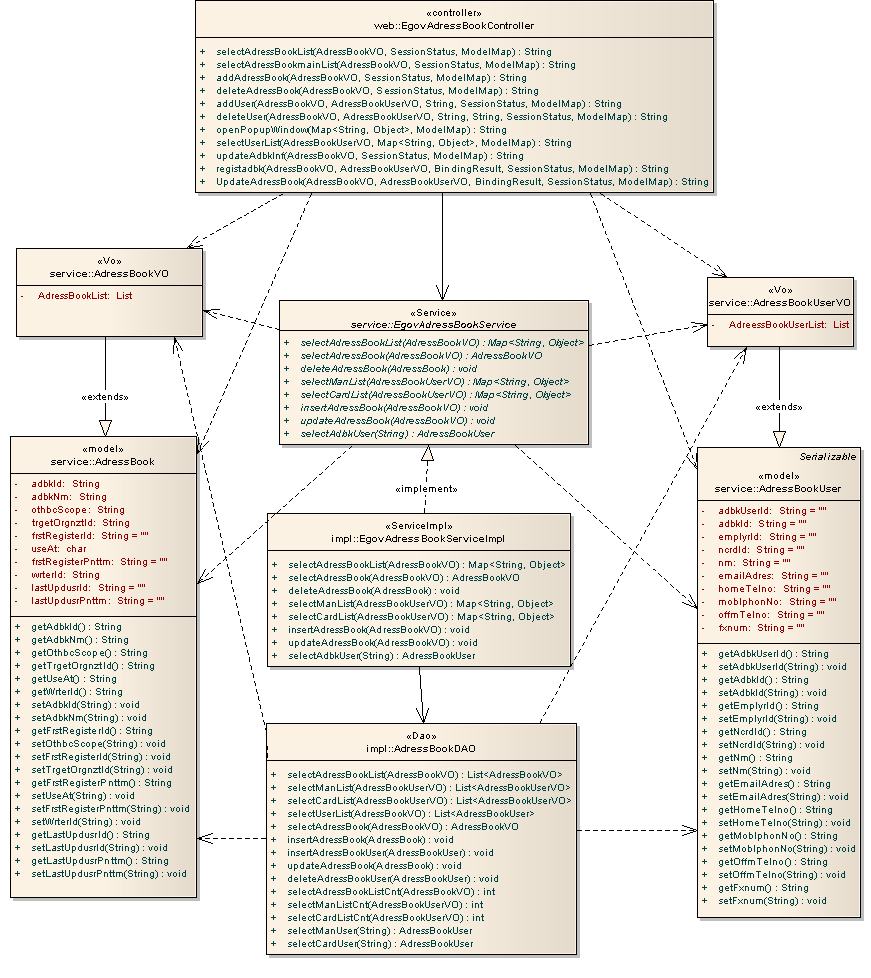 «controller»
web::EgovAdressBookController
+ selectAdressBookList(AdressBookVO, SessionStatus, ModelMap) : String
+ selectAdressBookmainList(AdressBookVO, SessionStatus, ModelMap) : String
+ addAdressBook(AdressBookVO, SessionStatus, ModelMap) : String
+ deleteAdressBook(AdressBookVO, SessionStatus, ModelMap) : String
+ addUser(AdressBookVO, AdressBookUserVO, String, SessionStatus, ModelMap) : String
+ deleteUser(AdressBookVO, AdressBookUserVO, String, String, SessionStatus, ModelMap) : String
+ openPopupWindow(Map<String, Object>, ModelMap) : String
+ selectUserList(AdressBookUserVO, Map<String, Object>, ModelMap) : String
+ updateAdbkInf(AdressBookVO, SessionStatus, ModelMap) : String
+ registadbk(AdressBookVO, AdressBookUserVO, BindingResult, SessionStatus, ModelMap) : String
+ UpdateAdressBook(AdressBookVO, AdressBookUserVO, BindingResult, SessionStatus, ModelMap) : String
«Vo»
service::AdressBookVO
- AdressBookList: List
«Service»
service::EgovAdressBookService
+ selectAdressBookList(AdressBookVO) : Map<String, Object>
+ selectAdressBook(AdressBookVO) : AdressBookVO
+ deleteAdressBook(AdressBook) : void
+ selectManList(AdressBookUserVO) : Map<String, Object>
+ selectCardList(AdressBookUserVO) : Map<String, Object>
+ insertAdressBook(AdressBookVO) : void
+ updateAdressBook(AdressBookVO) : void
+ selectAdbkUser(String) : AdressBookUser
«Vo»
service::AdressBookUserVO
- AdreessBookUserList: List
«extends»
«extends»
«model»
service::AdressBook
- adbkId: String
- adbkNm: String
- othbcScope: String
- trgetOrgnztId: String
- frstRegisterId: String = ""
- useAt: char
- frstRegisterPnttm: String = ""
- wrterId: String
- lastUpdusrId: String = ""
- lastUpdusrPnttm: String = ""
+ getAdbkId() : String
+ getAdbkNm() : String
+ getOthbcScope() : String
+ getTrgetOrgnztId() : String
+ getUseAt() : String
+ getWrterId() : String
+ setAdbkId(String) : void
+ setAdbkNm(String) : void
+ getFrstRegisterId() : String
+ setOthbcScope(String) : void
+ setFrstRegisterId(String) : void
+ setTrgetOrgnztId(String) : void
+ getFrstRegisterPnttm() : String
+ setUseAt(String) : void
+ setFrstRegisterPnttm(String) : void
+ setWrterId(String) : void
+ getLastUpdusrId() : String
+ setLastUpdusrId(String) : void
+ getLastUpdusrPnttm() : String
+ setLastUpdusrPnttm(String) : void
«implement»
«ServiceImpl»
impl::EgovAdressBookServiceImpl
+ selectAdressBookList(AdressBookVO) : Map<String, Object>
+ selectAdressBook(AdressBookVO) : AdressBookVO
+ deleteAdressBook(AdressBook) : void
+ selectManList(AdressBookUserVO) : Map<String, Object>
+ selectCardList(AdressBookUserVO) : Map<String, Object>
+ insertAdressBook(AdressBookVO) : void
+ updateAdressBook(AdressBookVO) : void
+ selectAdbkUser(String) : AdressBookUser
«Dao»
impl::AdressBookDAO
+ selectAdressBookList(AdressBookVO) : List<AdressBookVO>
+ selectManList(AdressBookUserVO) : List<AdressBookUserVO>
+ selectCardList(AdressBookUserVO) : List<AdressBookUserVO>
+ selectUserList(AdressBookVO) : List<AdressBookUser>
+ selectAdressBook(AdressBookVO) : AdressBookVO
+ insertAdressBook(AdressBook) : void
+ insertAdressBookUser(AdressBookUser) : void
+ updateAdressBook(AdressBook) : void
+ deleteAdressBookUser(AdressBookUser) : void
+ selectAdressBookListCnt(AdressBookVO) : int
+ selectManListCnt(AdressBookUserVO) : int
+ selectCardListCnt(AdressBookUserVO) : int
+ selectManUser(String) : AdressBookUser
+ selectCardUser(String) : AdressBookUser
Serializable
«model»
service::AdressBookUser
- adbkUserId: String = ""
- adbkId: String = ""
- emplyrId: String = ""
- ncrdId: String = ""
- nm: String = ""
- emailAdres: String = ""
- homeTelno: String = ""
- moblphonNo: String = ""
- offmTelno: String = ""
- fxnum: String = ""
+ getAdbkUserId() : String
+ setAdbkUserId(String) : void
+ getAdbkId() : String
+ setAdbkId(String) : void
+ getEmplyrId() : String
+ setEmplyrId(String) : void
+ getNcrdId() : String
+ setNcrdId(String) : void
+ getNm() : String
+ setNm(String) : void
+ getEmailAdres() : String
+ setEmailAdres(String) : void
+ getHomeTelno() : String
+ setHomeTelno(String) : void
+ getMoblphonNo() : String
+ setMoblphonNo(String) : void
+ getOffmTelno() : String
+ setOffmTelno(String) : void
+ getFxnum() : String
+ setFxnum(String) : void